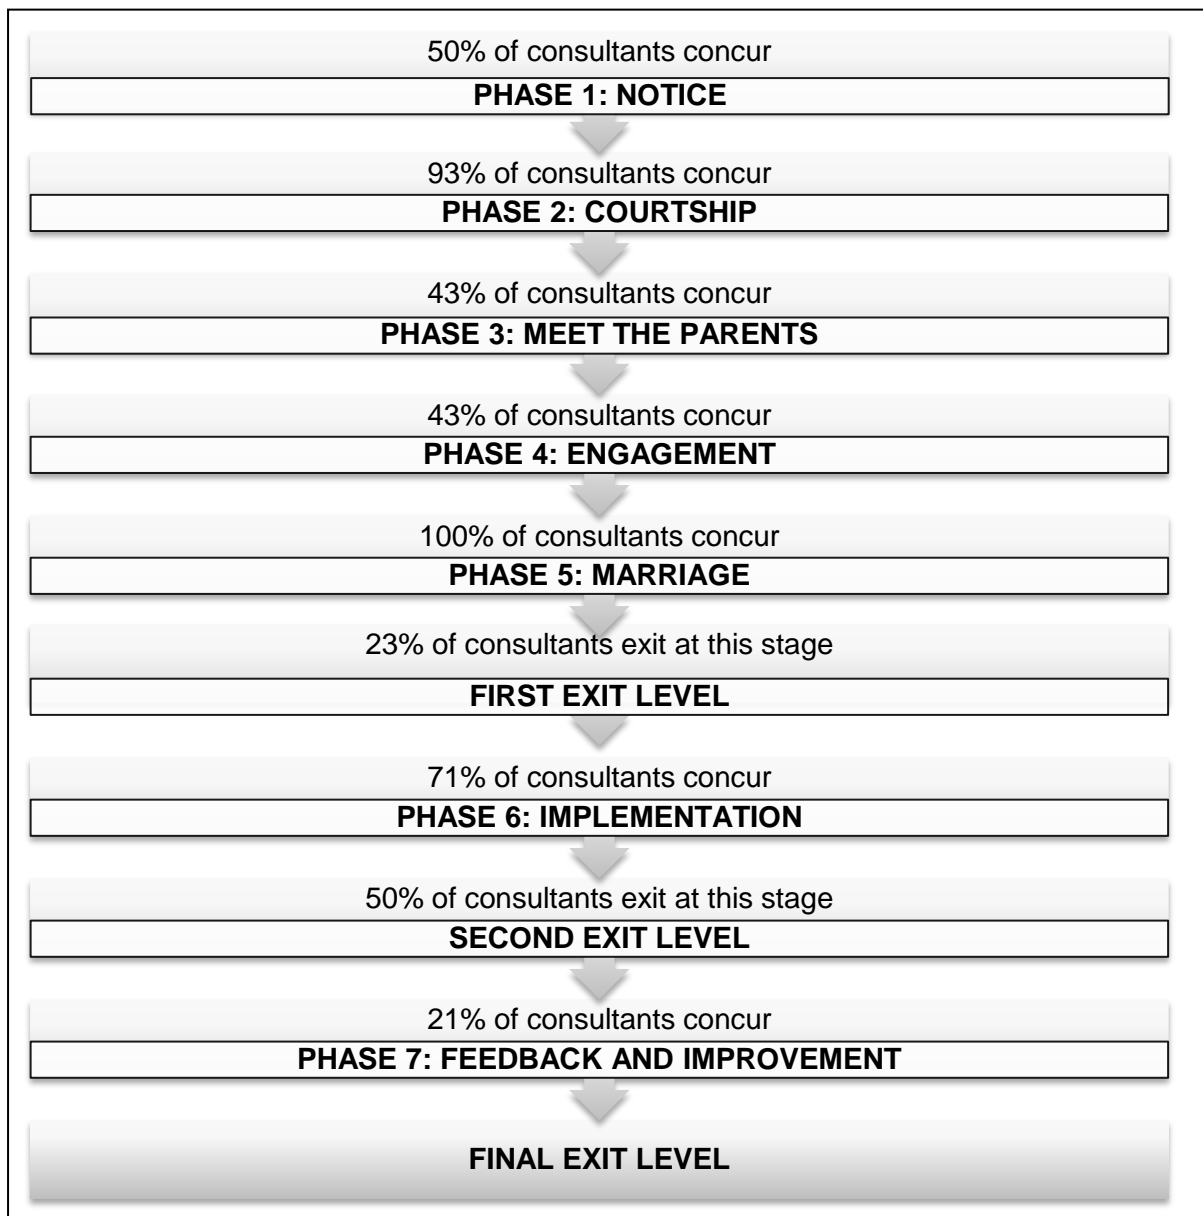 50% of consultants concur
PHASE 1: NOTICE
93% of consultants concur
PHASE 2: COURTSHIP
43% of consultants concur
PHASE 3: MEET THE PARENTS
43% of consultants concur
PHASE 4: ENGAGEMENT
100% of consultants concur
PHASE 5: MARRIAGE
23% of consultants exit at this stage
FIRST EXIT LEVEL
71% of consultants concur
PHASE 6: IMPLEMENTATION
50% of consultants exit at this stage
SECOND EXIT LEVEL
21% of consultants concur
PHASE 7: FEEDBACK AND IMPROVEMENT
FINAL EXIT LEVEL